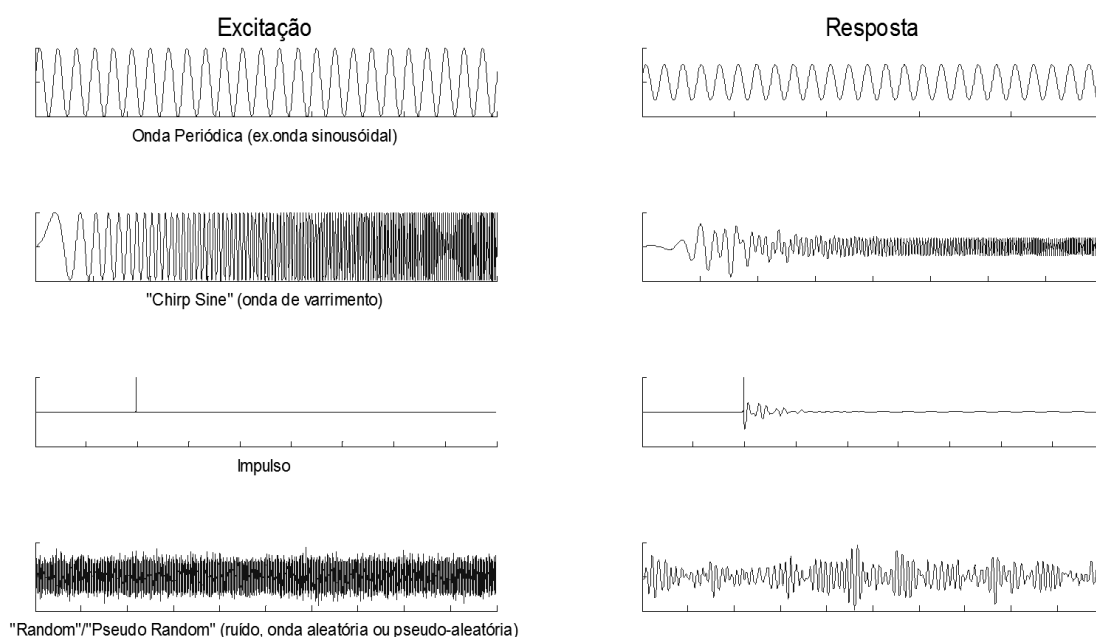 Excitação
Resposta
Onda Periódica (ex.onda sinousóidal)
"Chirp Sine" (onda de varrimento)
Impulso
"Random"/"Pseudo Random" (ruído, onda aleatória ou pseudo-aleatória)